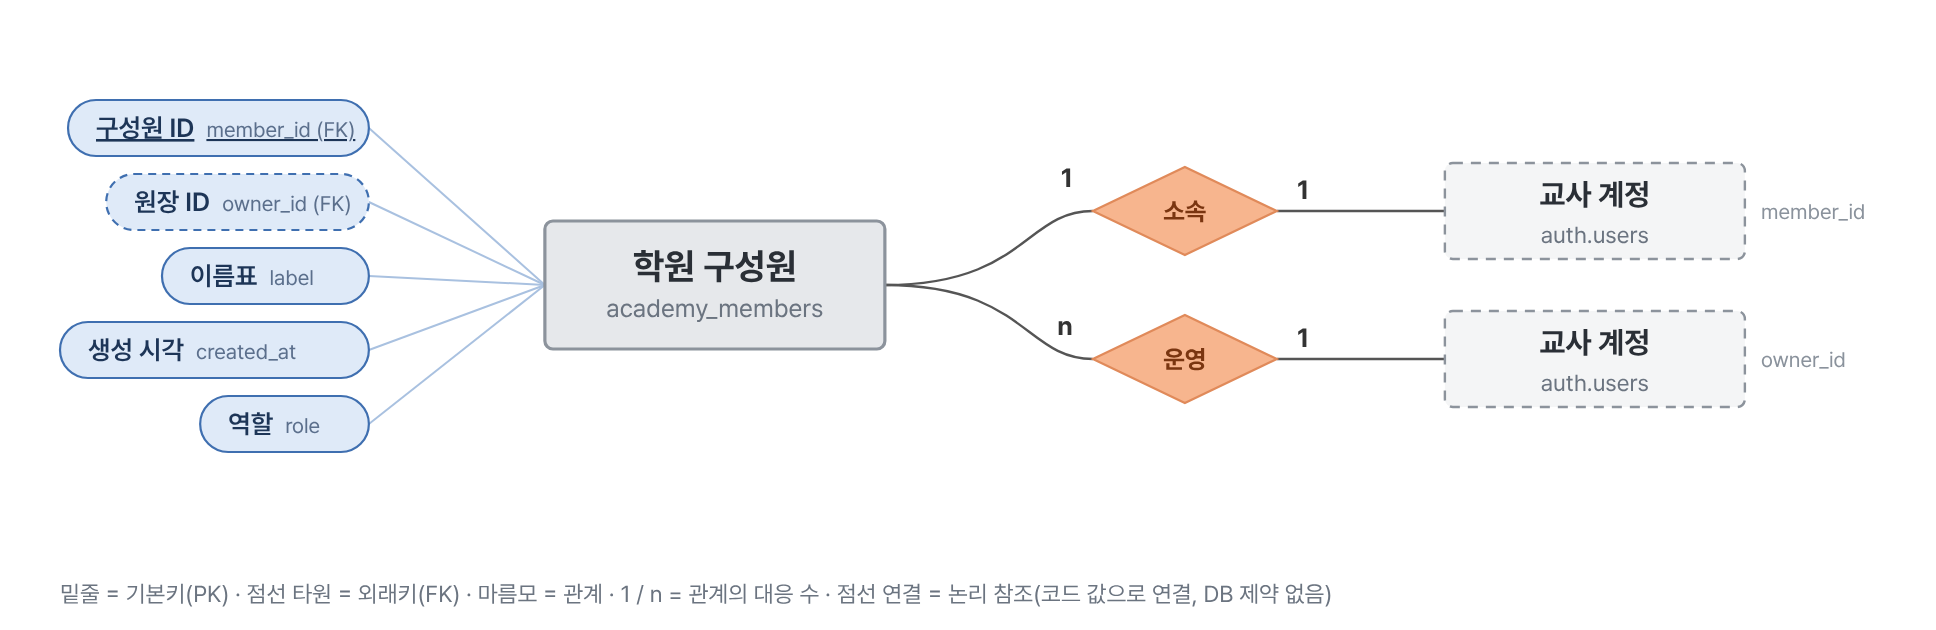 구성원 ID member_id (FK)
원장 ID owner_id (FK)
이름표 label
생성 시각 created_at
역할 role
학원 구성원
academy_members
1
소속
1
교사 계정
auth.users
member_id
n
운영
1
교사 계정
auth.users
owner_id
밑줄 = 기본키(PK) · 점선 타원 = 외래키(FK) · 마름모 = 관계 · 1 / n = 관계의 대응 수 · 점선 연결 = 논리 참조(코드 값으로 연결, DB 제약 없음)